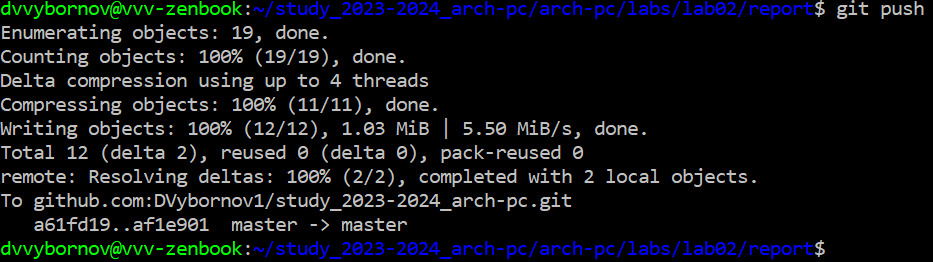 dvvybornov@vvv-zenbook:~/study_2023-2024_arch-pc/arch-pc/labs/lab02/report$ git push
Enumerating objects: 19, done.
Counting objects: 100% (19/19), done.
Delta compression using up to 4 threads
Compressing objects: 100% (11/11), done.
Writing objects: 100% (12/12), 1.03 MiB | 5.50 MiB/s, done.
Total 12 (delta 2), reused 0 (delta 0), pack-reused 0
remote: Resolving deltas: 100% (2/2), completed with 2 local objects.
To github.com:DVybornov1/study_2023-2024_arch-pc.git
   a61fd19..af1e901  master -> master
dvvybornov@vvv-zenbook:~/study_2023-2024_arch-pc/arch-pc/labs/lab02/report$